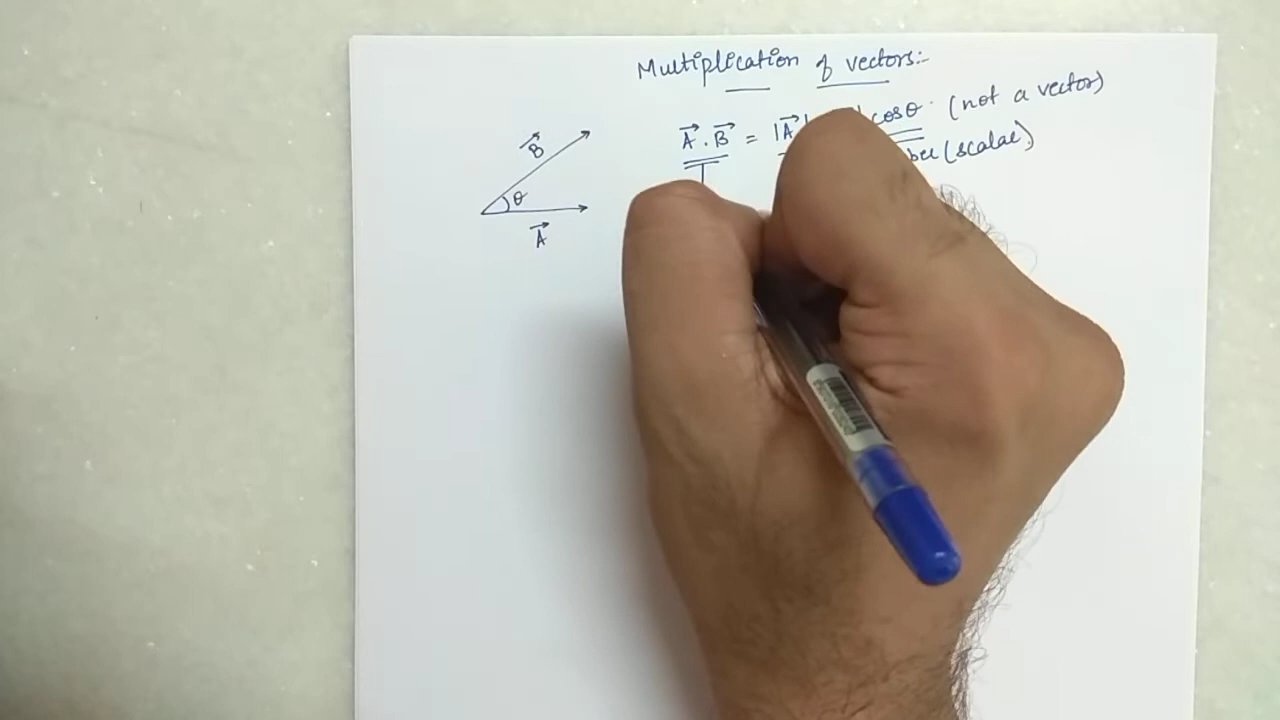 Multiplication of vectors:-
A⃗ . B⃗ = |A⃗| cosθ (not a vector)
(scalar)
B⃗
θ
A⃗